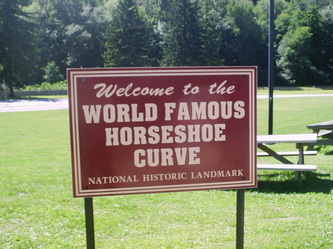 Welcome to the
WORLD FAMOUS
HORSESHOE
CURVE
NATIONAL HISTORIC LANDMARK